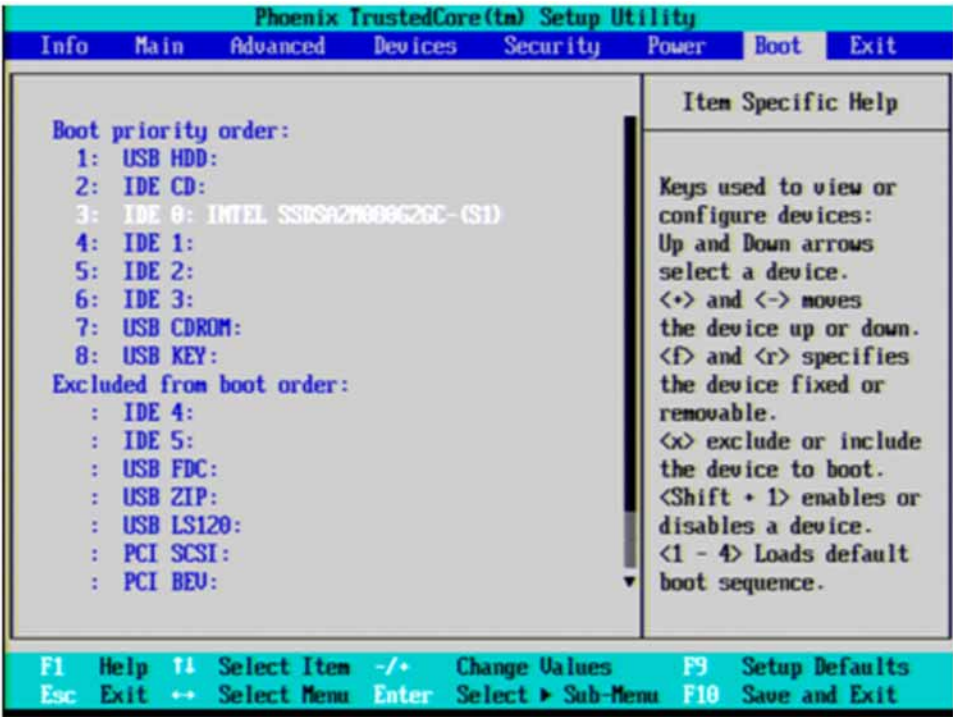 Phoenix TrustedCore(tm) Setup Utility
Info Main Advanced Devices Security Power Boot Exit
Boot priority order:
1: USB HDD:
2: IDE CD:
3: IDE 0: INTEL SSDSA2M080G2GC-(S1)
4: IDE 1:
5: IDE 2:
6: IDE 3:
7: USB CDROM:
8: USB KEY:
Excluded from boot order:
: IDE 4:
: IDE 5:
: USB FDC:
: USB ZIP:
: USB LS120:
: PCI SCSI:
: PCI BEV:
Item Specific Help
Keys used to view or
configure devices:
Up and Down arrows
select a device.
<+> and <-> moves
the device up or down.
<f> and <r> specifies
the device fixed or
removable.
<x> exclude or include
the device to boot.
<Shift + 1> enables or
disables a device.
<1 - 4> Loads default
boot sequence.
F1 Help ↑↓ Select Item -/+ Change Values F9 Setup Defaults
Esc Exit ↔ Select Menu Enter Select ▶ Sub-Menu F10 Save and Exit